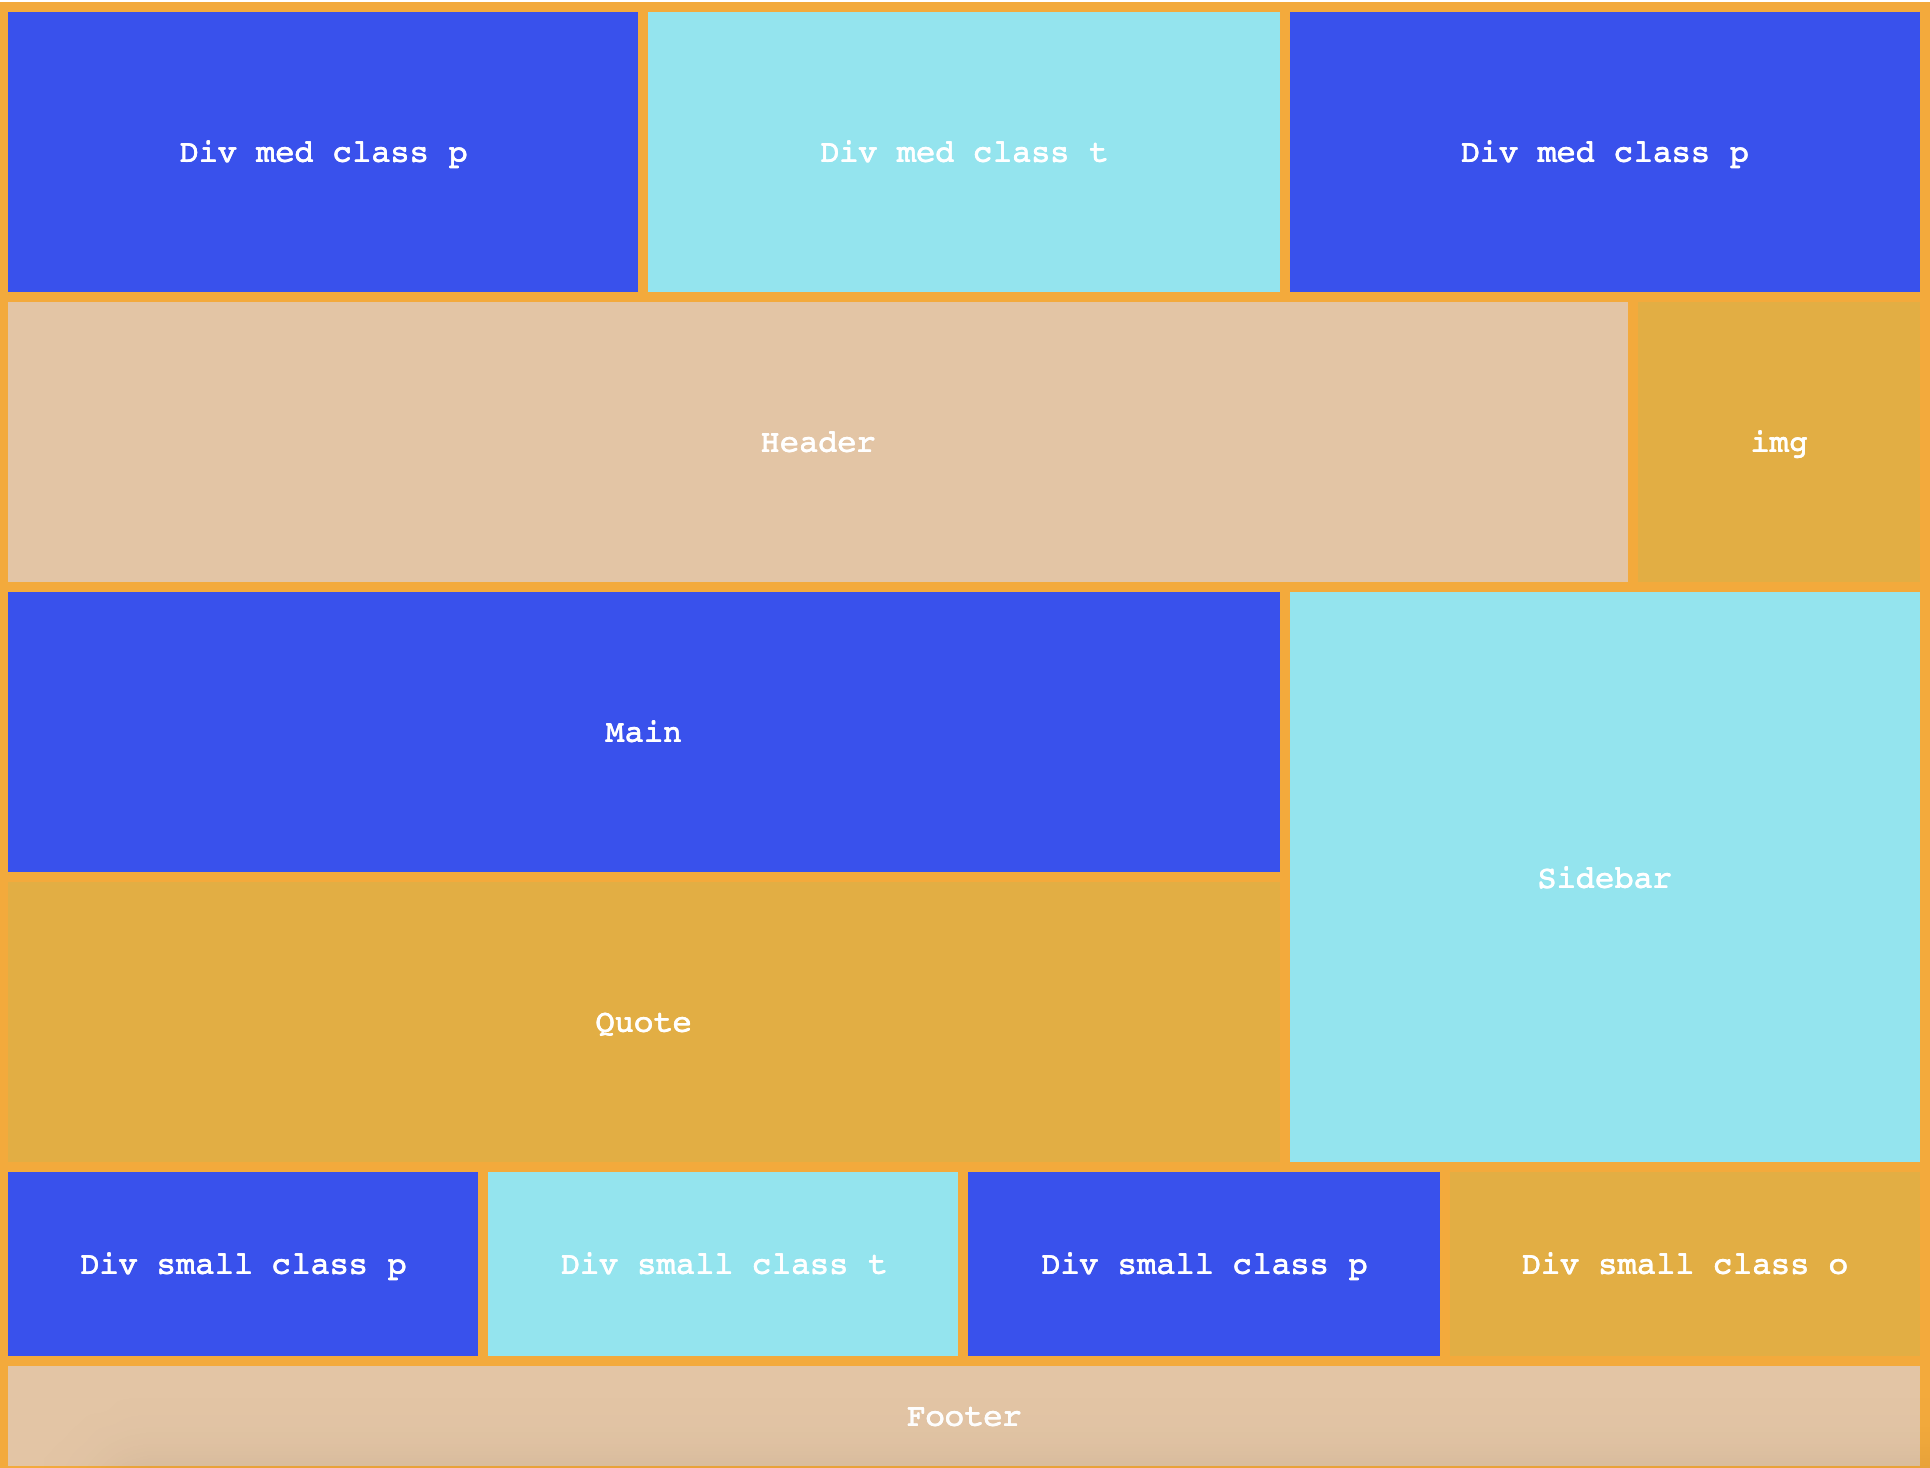 Div med class p
Div med class t
Div med class p
Header
img
Main
Sidebar
Quote
Div small class p
Div small class t
Div small class p
Div small class o
Footer